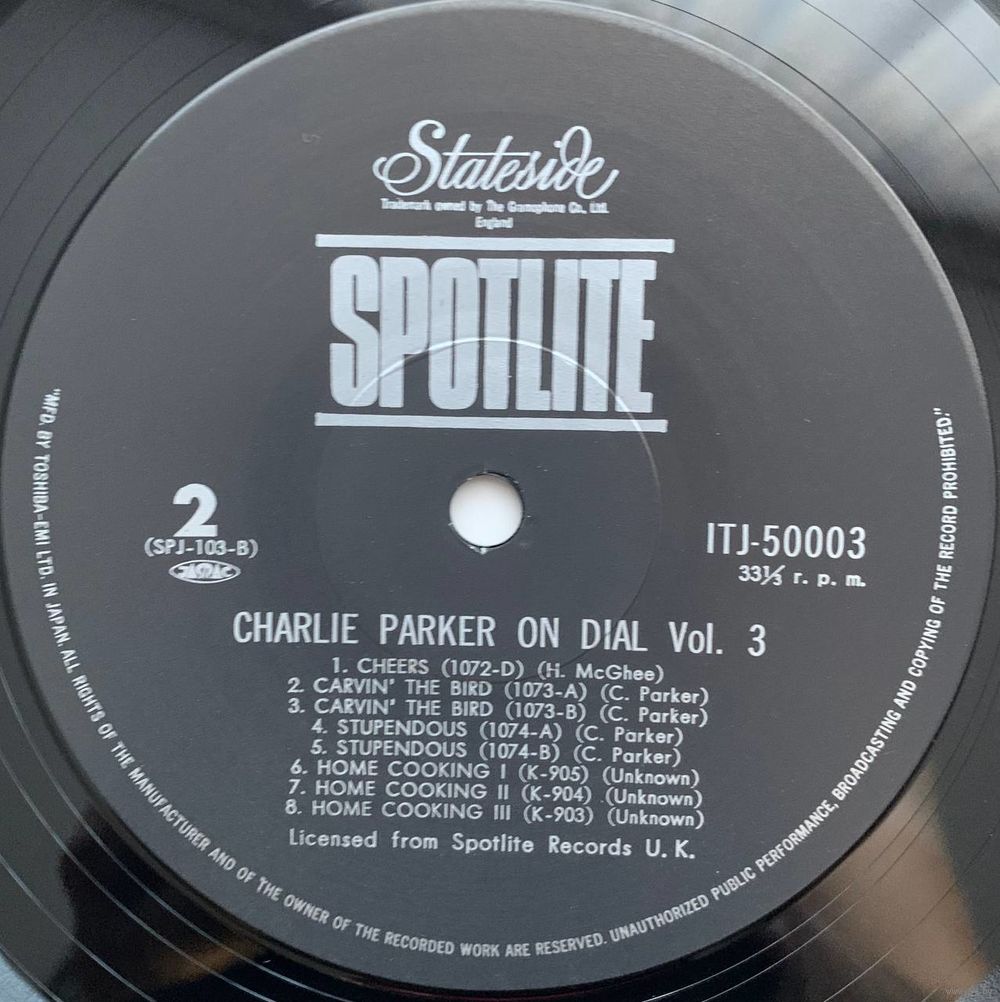 Stateside
Trademark owned by The Gramophone Co., Ltd.
England
SPOTLITE
2
(SPJ-103-B)
JASRAC
ITJ-50003
33⅓ r. p. m.
CHARLIE PARKER ON DIAL Vol. 3
1. CHEERS (1072-D) (H. McGhee)
2. CARVIN' THE BIRD (1073-A) (C. Parker)
3. CARVIN' THE BIRD (1073-B) (C. Parker)
4. STUPENDOUS (1074-A) (C. Parker)
5. STUPENDOUS (1074-B) (C. Parker)
6. HOME COOKING I (K-905) (Unknown)
7. HOME COOKING II (K-904) (Unknown)
8. HOME COOKING III (K-903) (Unknown)
Licensed from Spotlite Records U. K.
"MFD. BY TOSHIBA-EMI LTD. IN JAPAN. ALL RIGHTS OF THE MANUFACTURER AND OF THE OWNER OF THE RECORDED WORK ARE RESERVED. UNAUTHORIZED PUBLIC PERFORMANCE, BROADCASTING AND COPYING OF THE RECORD PROHIBITED."